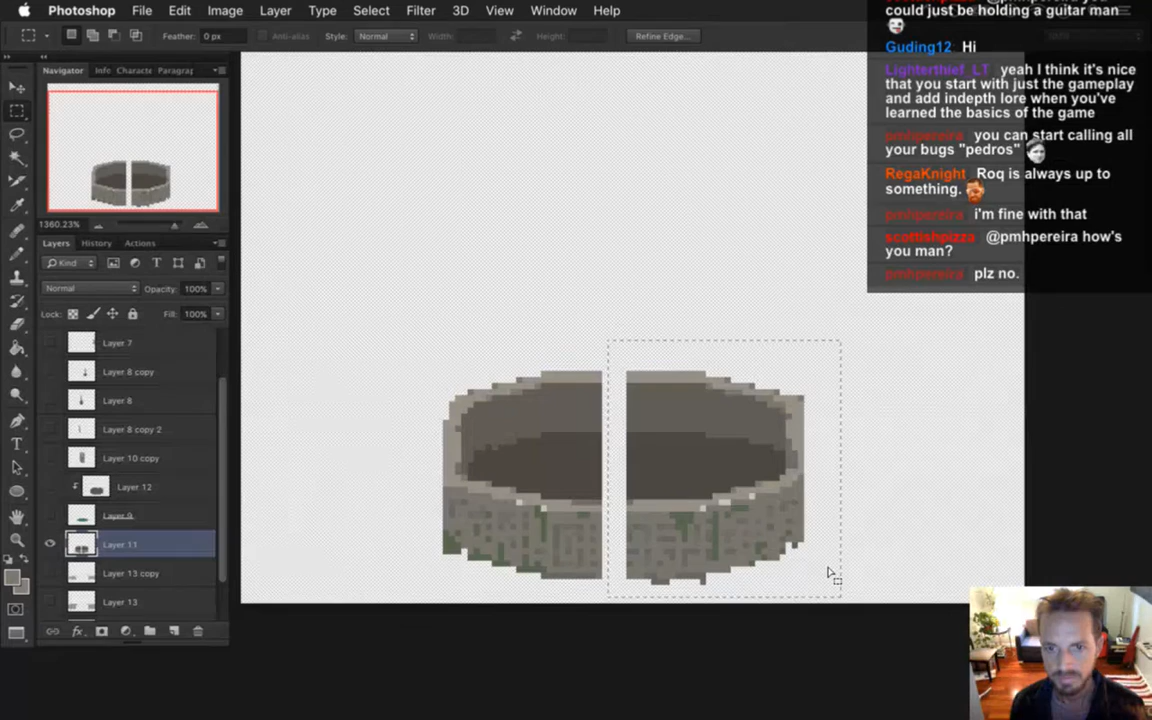 Photoshop File Edit Image Layer Type Select Filter 3D View Window Help
Feather: 0 px Anti-alias Style: Normal Width: Height: Refine Edge...
Navigator Info Characte Paragraj
1360.23%
Layers History Actions
Kind
Normal Opacity: 100%
Lock: Fill: 100%
Layer 7
Layer 8 copy
Layer 8
Layer 8 copy 2
Layer 10 copy
Layer 12
Layer 9
Layer 11
Layer 13 copy
Layer 13
fx
could just be holding a guitar man
Guding12 Hi
Lighterthief_LT yeah I think it's nice
that you start with just the gameplay
and add indepth lore when you've
learned the basics of the game
pmhpereira you can start calling all
your bugs "pedros"
RegaKnight Roq is always up to
something.
pmhpereira i'm fine with that
scottishpizza @pmhpereira how's
you man?
pmhpereira plz no.